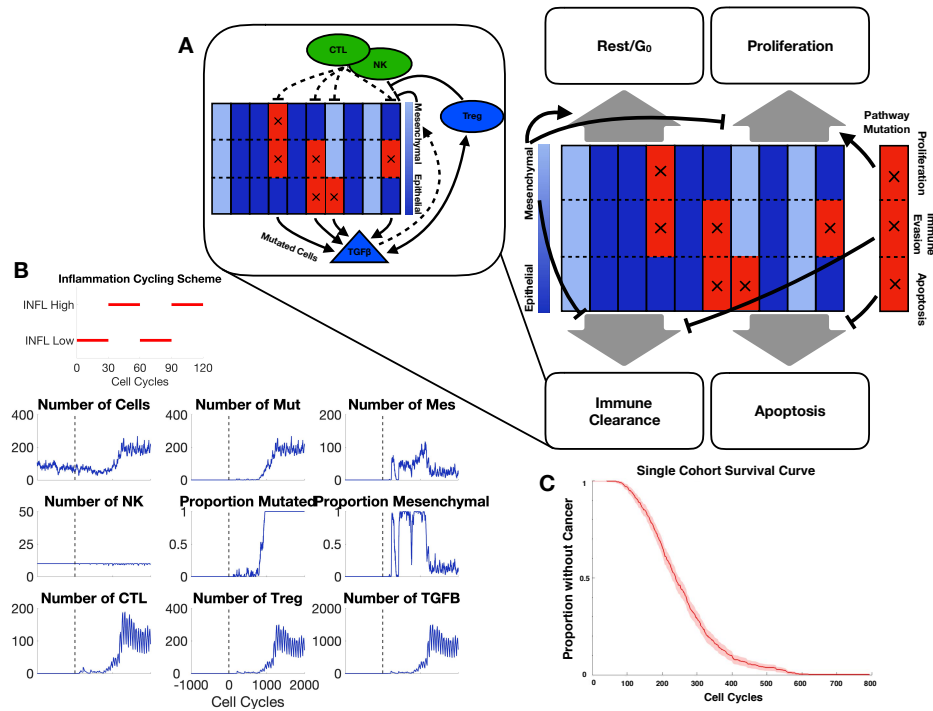 A
CTL
NK
Treg
Mesenchymal
Epithelial
Mutated Cells
TGFβ
Rest/G0
Proliferation
Pathway
Mutation
Mesenchymal
Epithelial
Proliferation
Immune
Evasion
Apoptosis
Immune
Clearance
Apoptosis
B
Inflammation Cycling Scheme
INFL High
INFL Low
0 30 60 90 120
Cell Cycles
Number of Cells
400
200
0
Number of Mut
400
200
0
Number of Mes
200
100
0
Number of NK
50
25
0
Proportion Mutated
1
0.5
0
Proportion Mesenchymal
1
0.5
0
Number of CTL
200
100
0
Number of Treg
400
200
0
Number of TGFB
2000
1000
0
-1000 0 1000 2000
Cell Cycles
C
Single Cohort Survival Curve
Proportion without Cancer
1
0.5
0
0 100 200 300 400 500 600 700 800
Cell Cycles